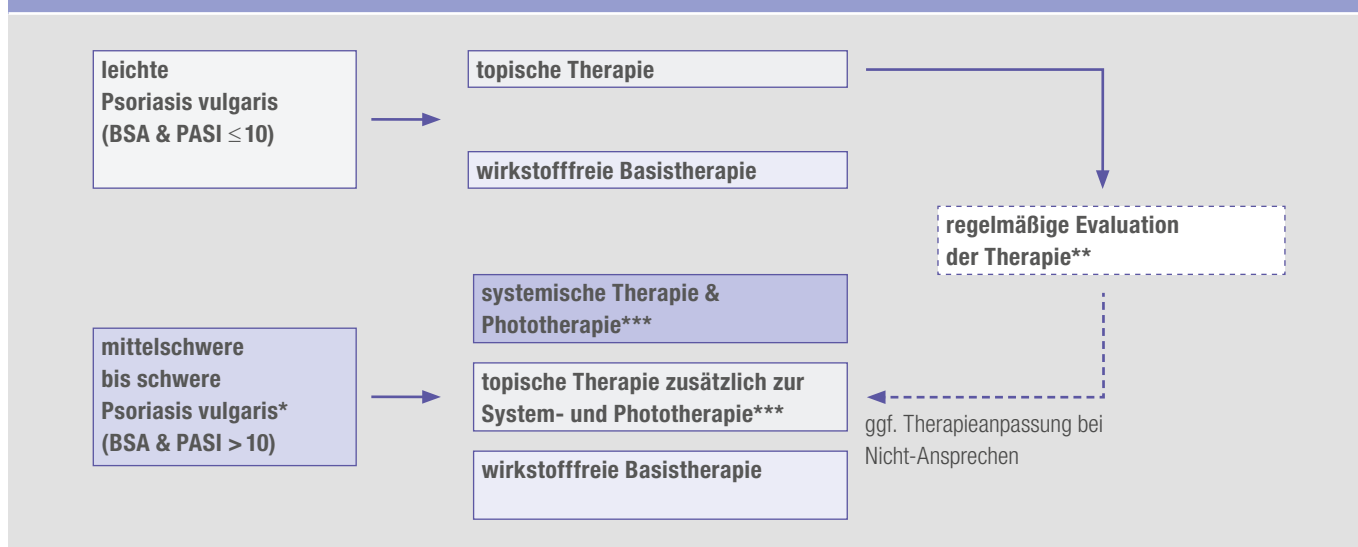 leichte
Psoriasis vulgaris
(BSA & PASI ≤ 10)
topische Therapie
wirkstofffreie Basistherapie
regelmäßige Evaluation
der Therapie**
mittelschwere
bis schwere
Psoriasis vulgaris*
(BSA & PASI > 10)
systemische Therapie &
Phototherapie***
topische Therapie zusätzlich zur
System- und Phototherapie***
wirkstofffreie Basistherapie
ggf. Therapieanpassung bei
Nicht-Ansprechen